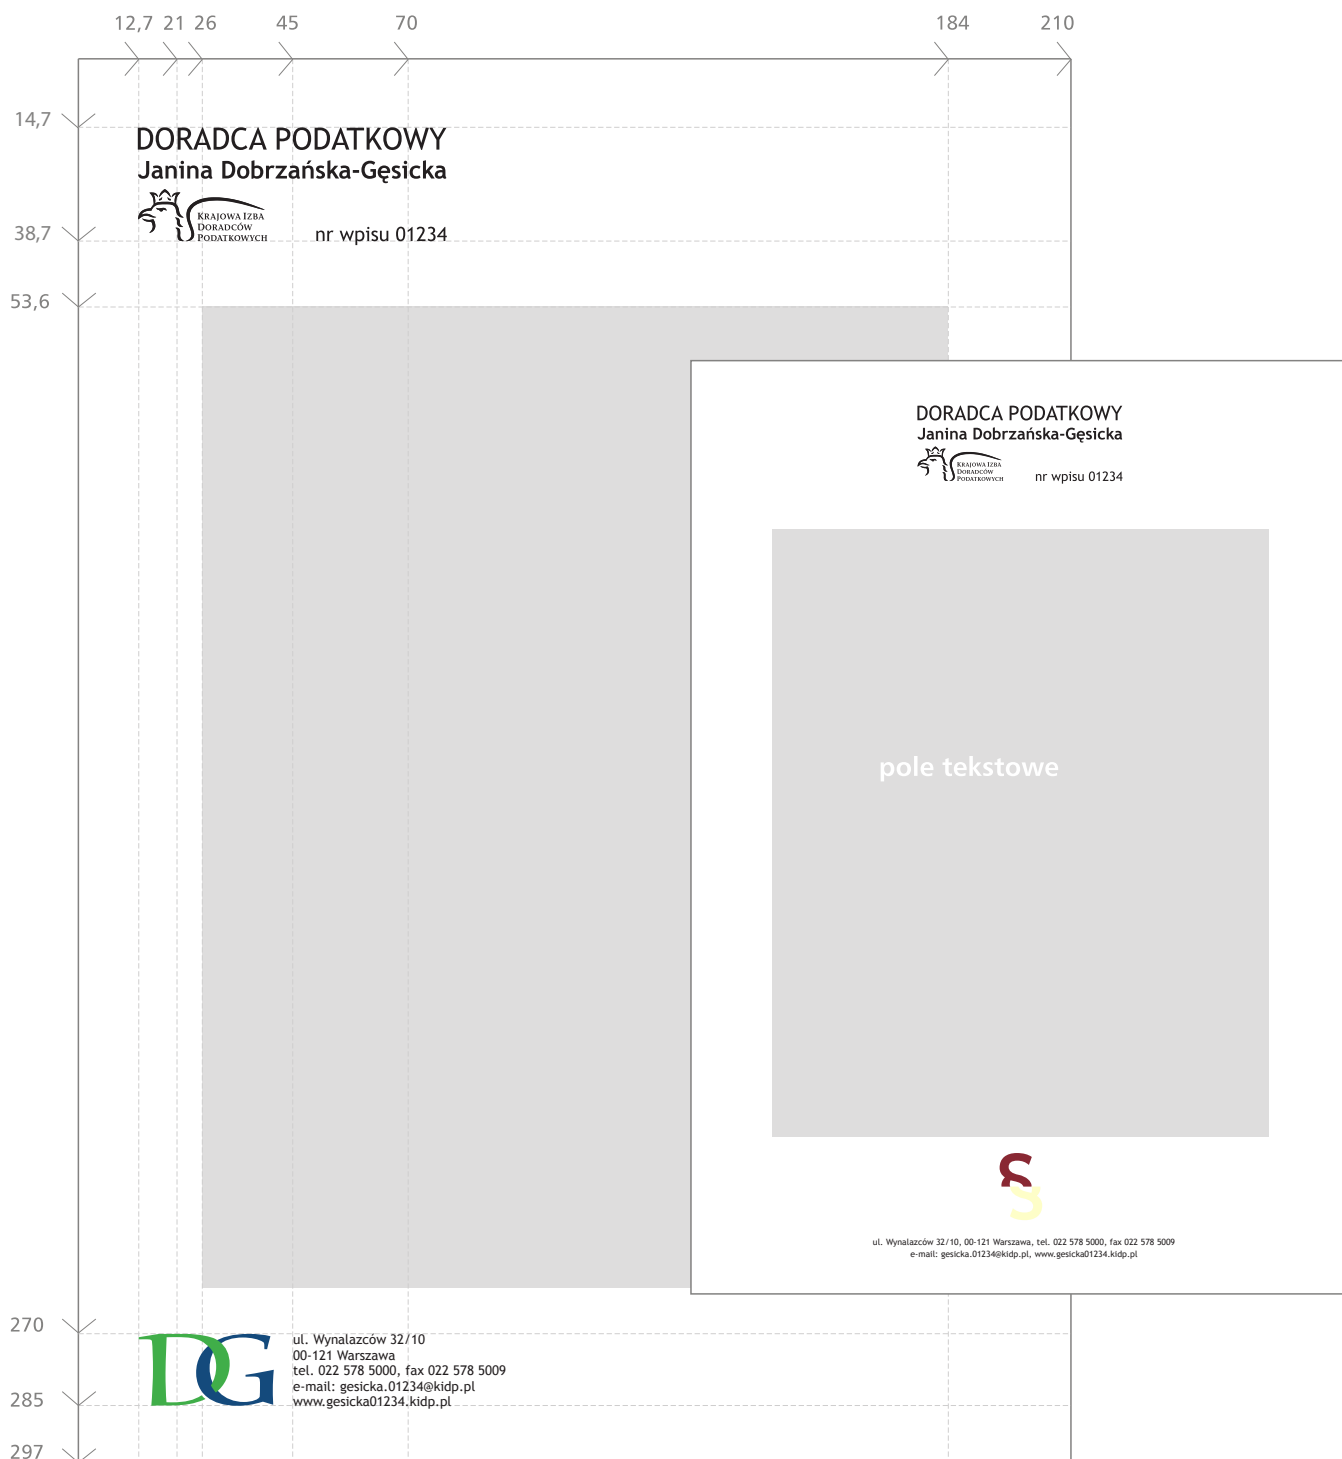 12,7 21 26 45 70 184 210
14,7
DORADCA PODATKOWY
Janina Dobrzańska-Gęsicka
KRAJOWA IZBA
DORADCÓW
PODATKOWYCH
nr wpisu 01234
38,7
53,6
DORADCA PODATKOWY
Janina Dobrzańska-Gęsicka
KRAJOWA IZBA
DORADCÓW
PODATKOWYCH
nr wpisu 01234
pole tekstowe
§
ul. Wynalazców 32/10, 00-121 Warszawa, tel. 022 578 5000, fax 022 578 5009
e-mail: gesicka.01234@kidp.pl, www.gesicka01234.kidp.pl
270
DG
ul. Wynalazców 32/10
00-121 Warszawa
tel. 022 578 5000, fax 022 578 5009
e-mail: gesicka.01234@kidp.pl
www.gesicka01234.kidp.pl
285
297